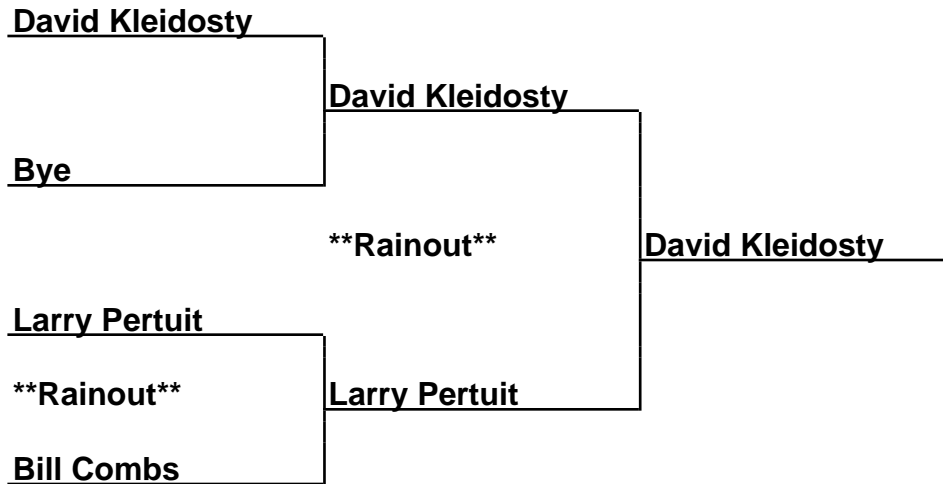 David Kleidosty
David Kleidosty
Bye
**Rainout**
David Kleidosty
Larry Pertuit
**Rainout**
Larry Pertuit
Bill Combs